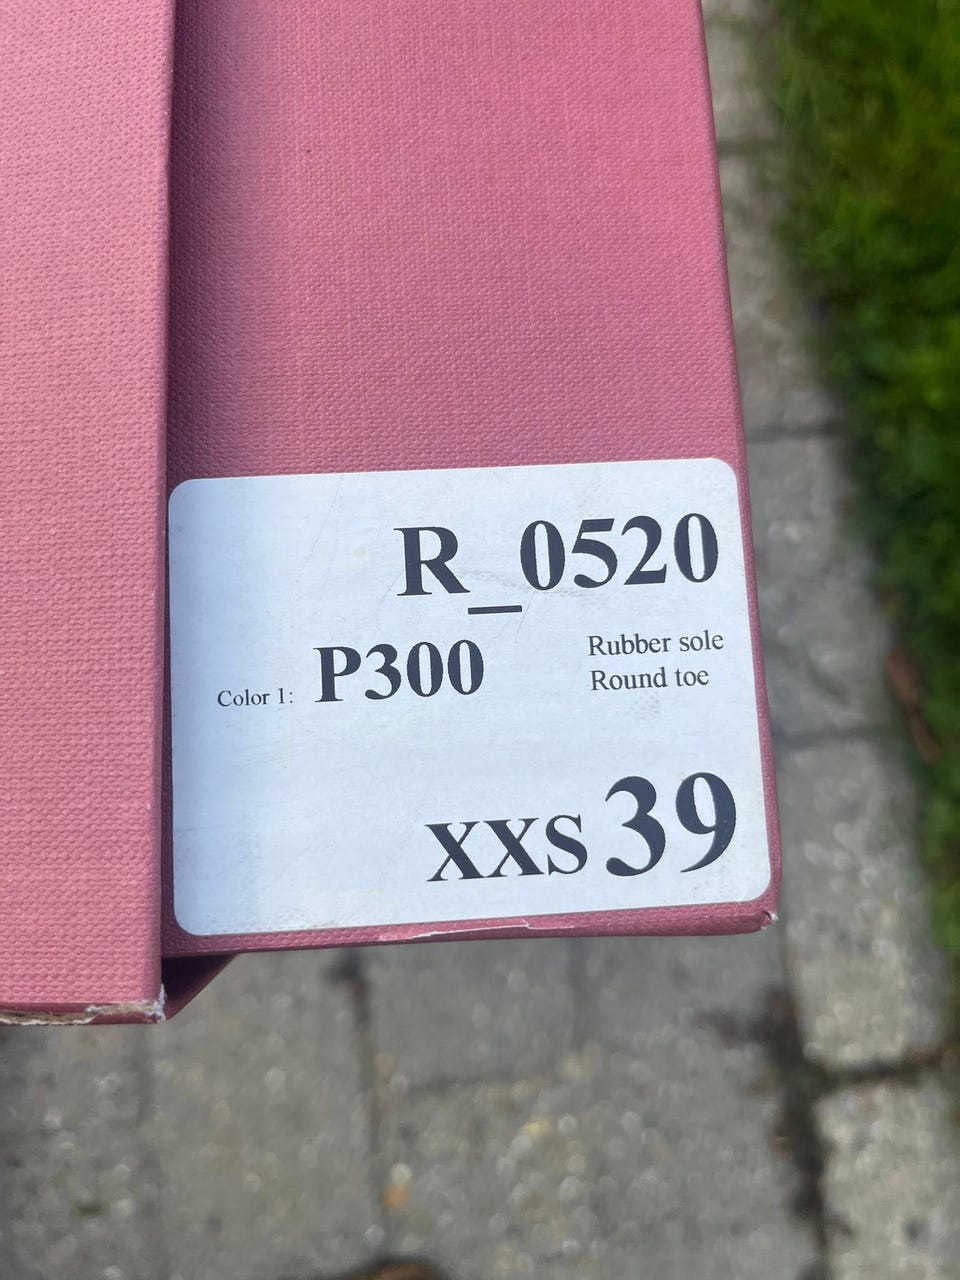 R_0520
Color 1: P300
Rubber sole
Round toe
XXS 39